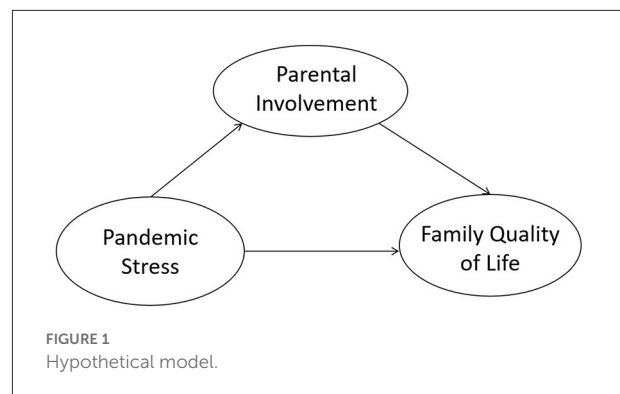 Parental
Involvement
Pandemic
Stress
Family Quality
of Life
FIGURE 1
Hypothetical model.